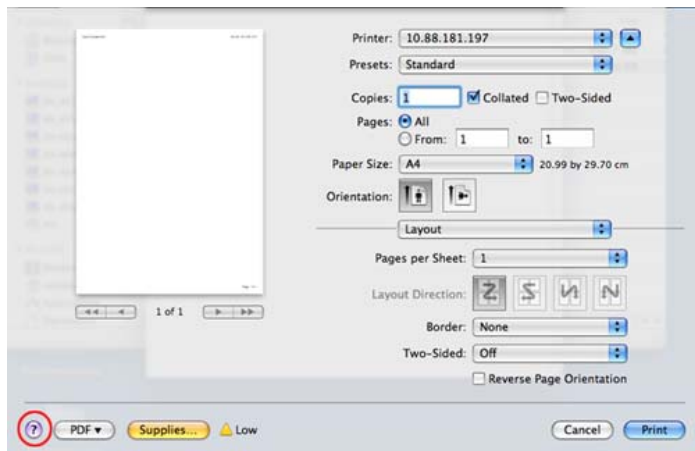 Printer: 10.88.181.197
Presets: Standard
Copies: 1 Collated Two-Sided
Pages: All
From: 1 to: 1
Paper Size: A4 20.99 by 29.70 cm
Orientation:
Layout
Pages per Sheet: 1
Layout Direction:
Border: None
Two-Sided: Off
Reverse Page Orientation
1 of 1
? PDF Supplies... Low Cancel Print